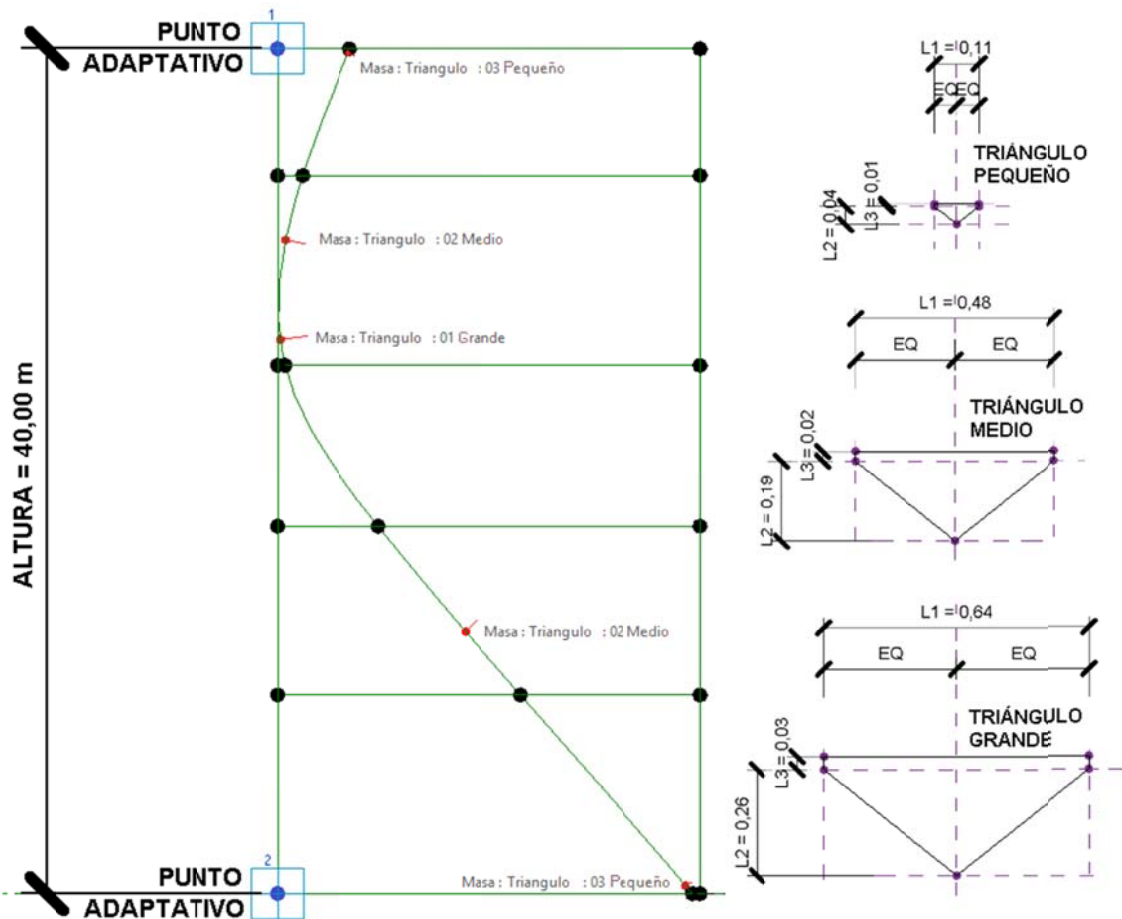 1
PUNTO
ADAPTATIVO
Masa : Triangulo : 03 Pequeño
Masa : Triangulo : 02 Medio
Masa : Triangulo : 01 Grande
ALTURA = 40,00 m
Masa : Triangulo : 02 Medio
2
Masa : Triangulo : 03 Pequeño
PUNTO
ADAPTATIVO
L1 = 0,11
EQ EQ
TRIÁNGULO
PEQUEÑO
L3 = 0,01
L2 = 0,04
L1 = 0,48
EQ EQ
TRIÁNGULO
MEDIO
L3 = 0,02
L2 = 0,19
L1 = 0,64
EQ EQ
TRIÁNGULO
GRANDE
L3 = 0,03
L2 = 0,26